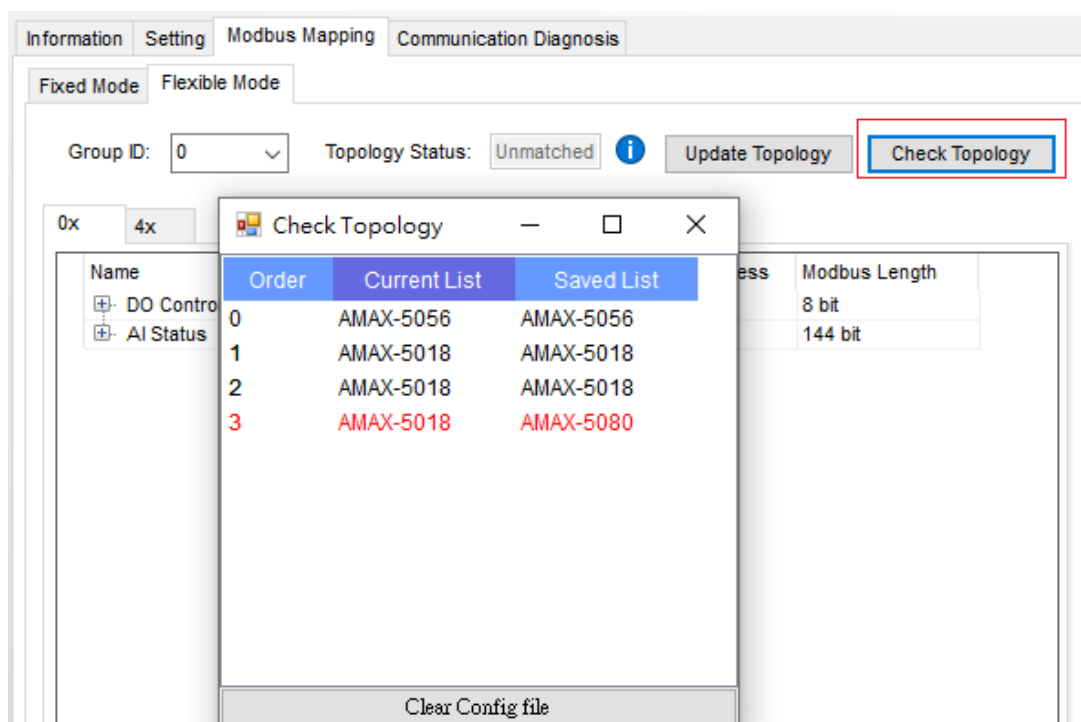 Information Setting Modbus Mapping Communication Diagnosis
Fixed Mode Flexible Mode
Group ID: 0 Topology Status: Unmatched i Update Topology Check Topology
0x 4x
Check Topology
Name ess Modbus Length
Order Current List Saved List
DO Contro 8 bit
AI Status 144 bit
0 AMAX-5056 AMAX-5056
1 AMAX-5018 AMAX-5018
2 AMAX-5018 AMAX-5018
3 AMAX-5018 AMAX-5080
Clear Config file